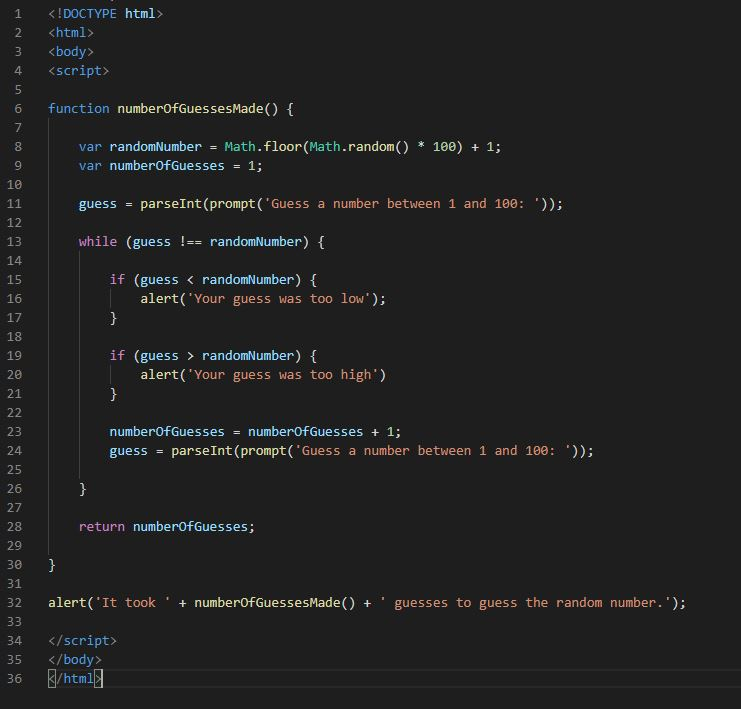 1 <!DOCTYPE html>
2 <html>
3 <body>
4 <script>
5
6 function numberOfGuessesMade() {
7
8 var randomNumber = Math.floor(Math.random() * 100) + 1;
9 var numberOfGuesses = 1;
10
11 guess = parseInt(prompt('Guess a number between 1 and 100: '));
12
13 while (guess !== randomNumber) {
14
15 if (guess < randomNumber) {
16 alert('Your guess was too low');
17 }
18
19 if (guess > randomNumber) {
20 alert('Your guess was too high')
21 }
22
23 numberOfGuesses = numberOfGuesses + 1;
24 guess = parseInt(prompt('Guess a number between 1 and 100: '));
25
26 }
27
28 return numberOfGuesses;
29
30 }
31
32 alert('It took ' + numberOfGuessesMade() + ' guesses to guess the random number.');
33
34 </script>
35 </body>
36 </html>